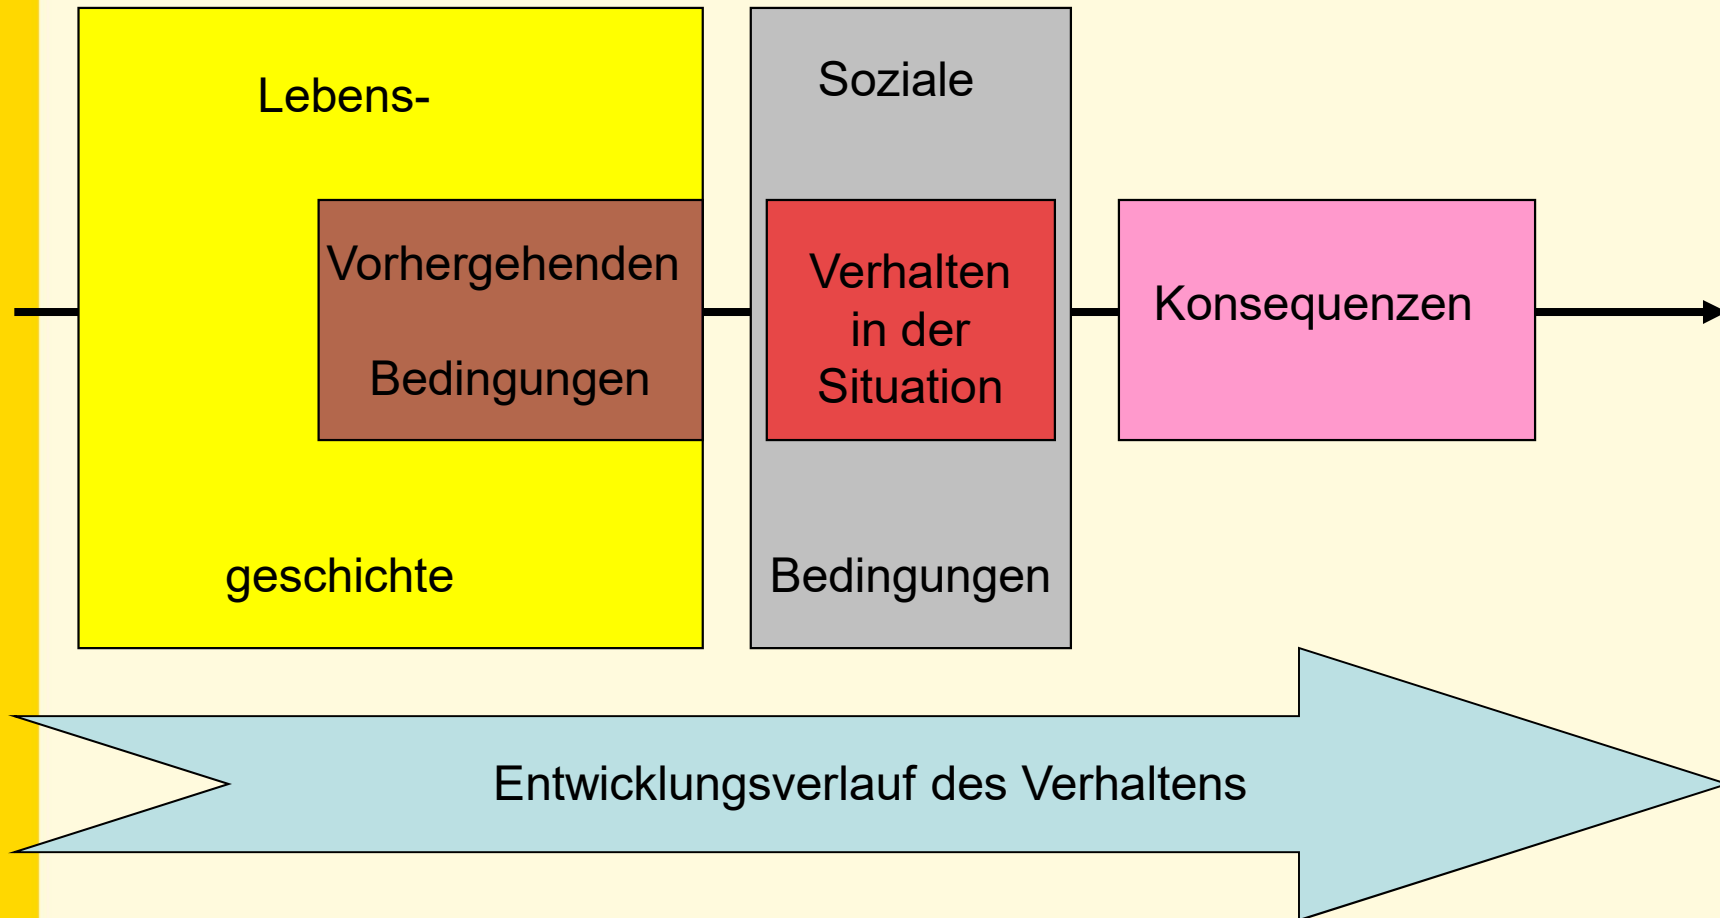 Lebens-
geschichte
Vorhergehenden
Bedingungen
Soziale
Bedingungen
Verhalten
in der
Situation
Konsequenzen
Entwicklungsverlauf des Verhaltens